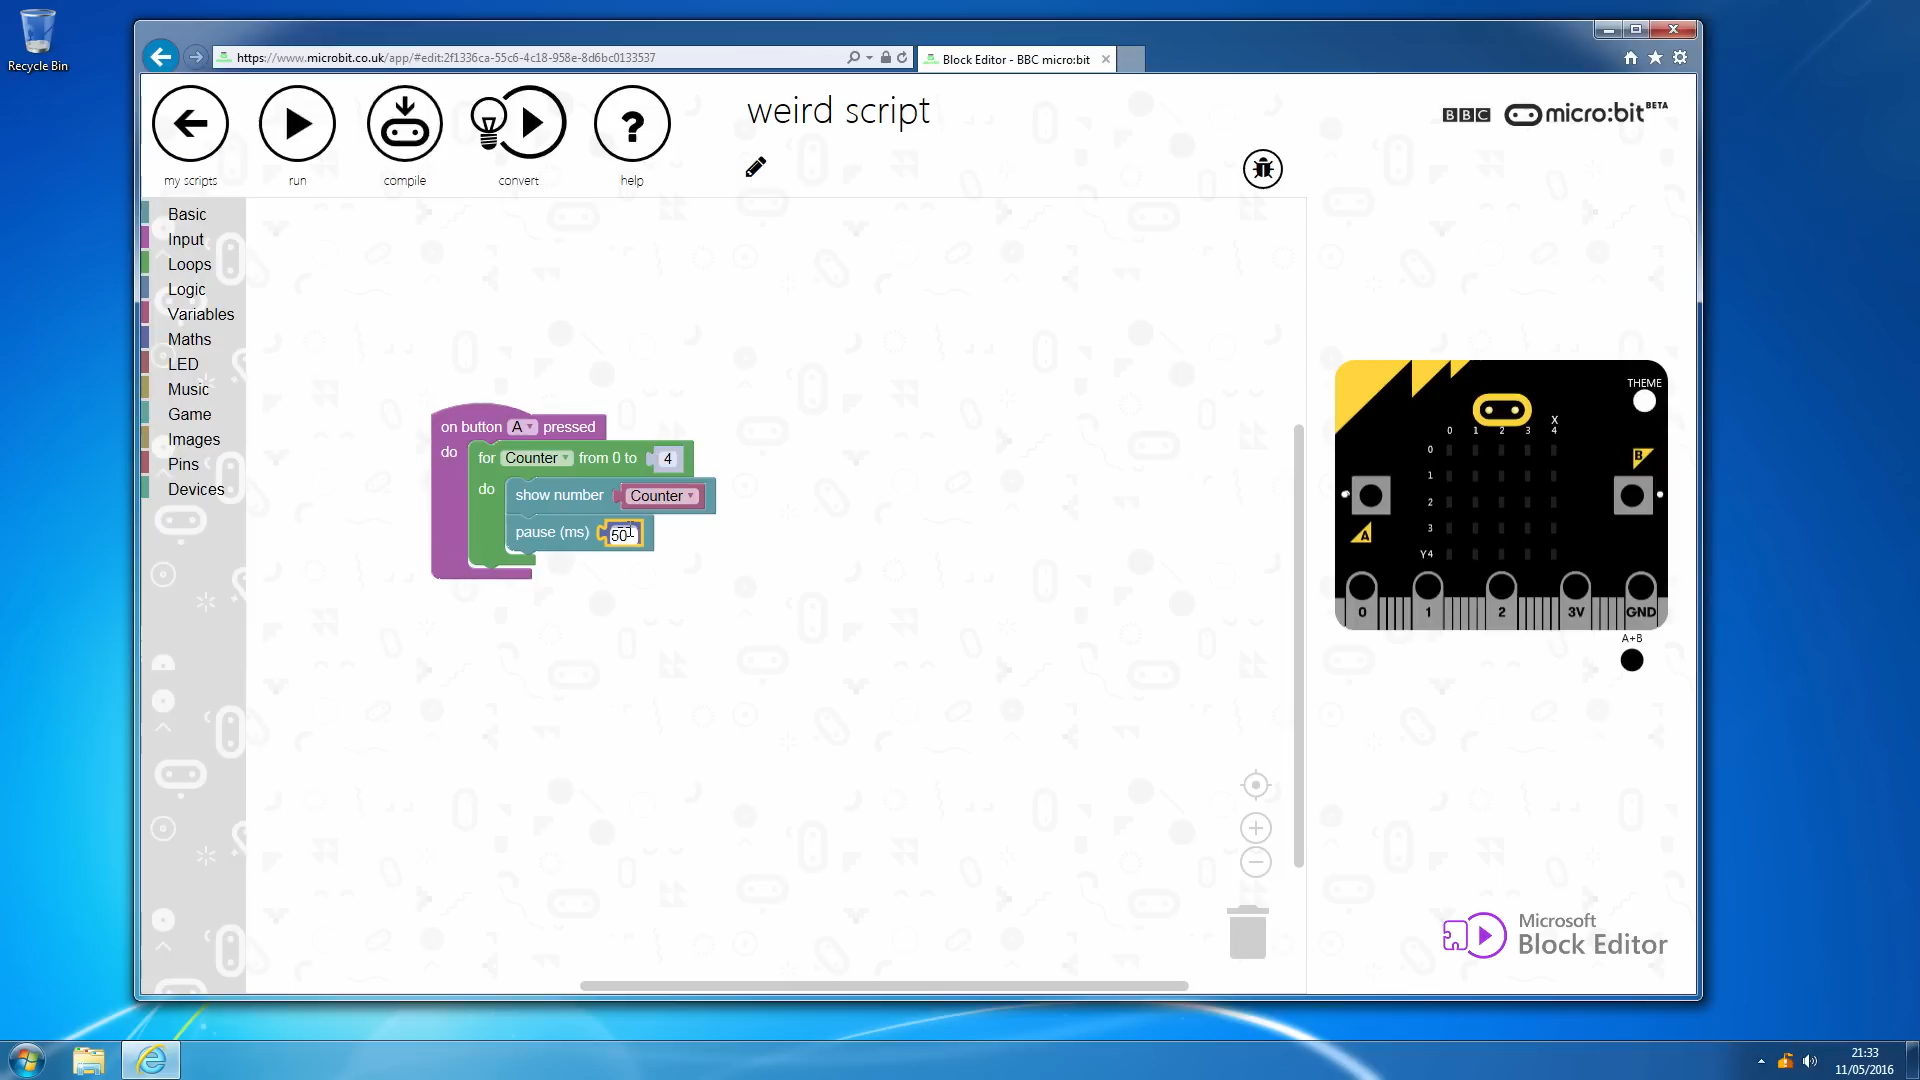 Recycle Bin
https://www.microbit.co.uk/app/#edit:2f1336ca-55c6-4c18-958e-8d6bc0133537
Block Editor - BBC micro:bit
my scripts
run
compile
convert
? help
weird script
BBC micro:bit BETA
Basic
Input
Loops
Logic
Variables
Maths
LED
Music
Game
Images
Pins
Devices
on button A pressed
do
for Counter from 0 to 4
do
show number Counter
pause (ms) 50
THEME
X
0 1 2 3 4
0
1
2
3
Y4
B
A
0 1 2 3V GND
A+B
Microsoft
Block Editor
21:33
11/05/2016